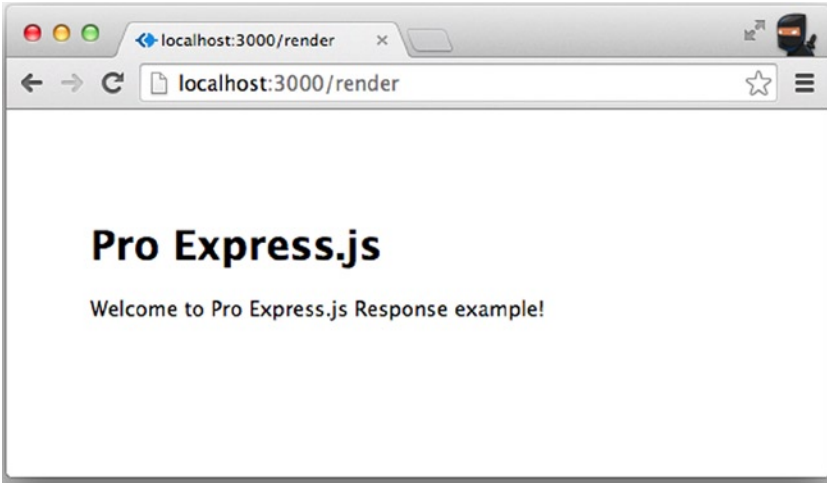 localhost:3000/render
localhost:3000/render
Pro Express.js
Welcome to Pro Express.js Response example!